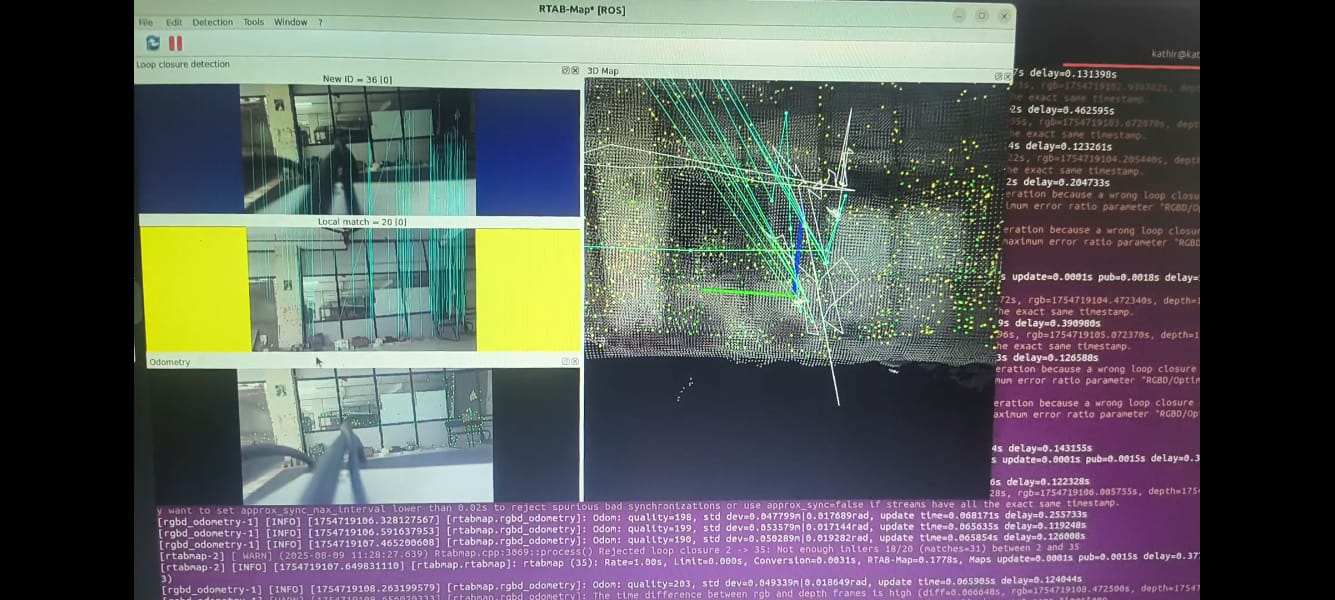 RTAB-Map* [ROS]
File Edit Detection Tools Window ?
Loop closure detection
New ID = 36 [0]
Local match = 20 [0]
Odometry
3D Map
kathir@kat
7s delay=0.131398s
he exact same timestamp.
2s delay=0.462595s
he exact same timestamp.
4s delay=0.123261s
22s, rgb=1754719104.205440s, depth
he exact same timestamp.
2s delay=0.204733s
eration because a wrong loop closu
imum error ratio parameter "RGBD/O
eration because a wrong loop closur
maximum error ratio parameter "RGBD
s update=0.0001s pub=0.0018s delay=
72s, rgb=1754719104.472340s, depth=1
he exact same timestamp.
9s delay=0.390980s
96s, rgb=1754719105.072370s, depth=1
he exact same timestamp.
3s delay=0.126588s
eration because a wrong loop closure
mum error ratio parameter "RGBD/Optim
eration because a wrong loop closure
aximum error ratio parameter "RGBD/Op
4s delay=0.143155s
s update=0.0001s pub=0.0015s delay=0.3
6s delay=0.122328s
28s, rgb=1754719106.005755s, depth=175
y want to set approx_sync_max_interval lower than 0.02s to reject spurious bad synchronizations or use approx_sync=false if streams have all the exact same timestamp.
[rgbd_odometry-1] [INFO] [1754719106.328127567] [rtabmap.rgbd_odometry]: Odom: quality=198, std dev=0.047799m|0.017689rad, update time=0.068171s delay=0.255733s
[rgbd_odometry-1] [INFO] [1754719106.591637953] [rtabmap.rgbd_odometry]: Odom: quality=199, std dev=0.053579m|0.017144rad, update time=0.065635s delay=0.119248s
[rgbd_odometry-1] [INFO] [1754719107.465200608] [rtabmap.rgbd_odometry]: Odom: quality=190, std dev=0.050289m|0.019282rad, update time=0.065854s delay=0.126008s
[rtabmap-2] [ WARN] (2025-08-09 11:28:27.639) Rtabmap.cpp:3069::process() Rejected loop closure 2 -> 35: Not enough inliers 18/20 (matches=31) between 2 and 35
[rtabmap-2] [INFO] [1754719107.649831110] [rtabmap.rtabmap]: rtabmap (35): Rate=1.00s, Limit=0.000s, Conversion=0.0031s, RTAB-Map=0.1778s, Maps update=0.0001s pub=0.0015s delay=0.37
3)
[rgbd_odometry-1] [INFO] [1754719108.263199579] [rtabmap.rgbd_odometry]: Odom: quality=203, std dev=0.049339m|0.018649rad, update time=0.065905s delay=0.124044s
The time difference between rgb and depth frames is high (diff=0.066648s, rgb=1754719108.472500s, depth=17547